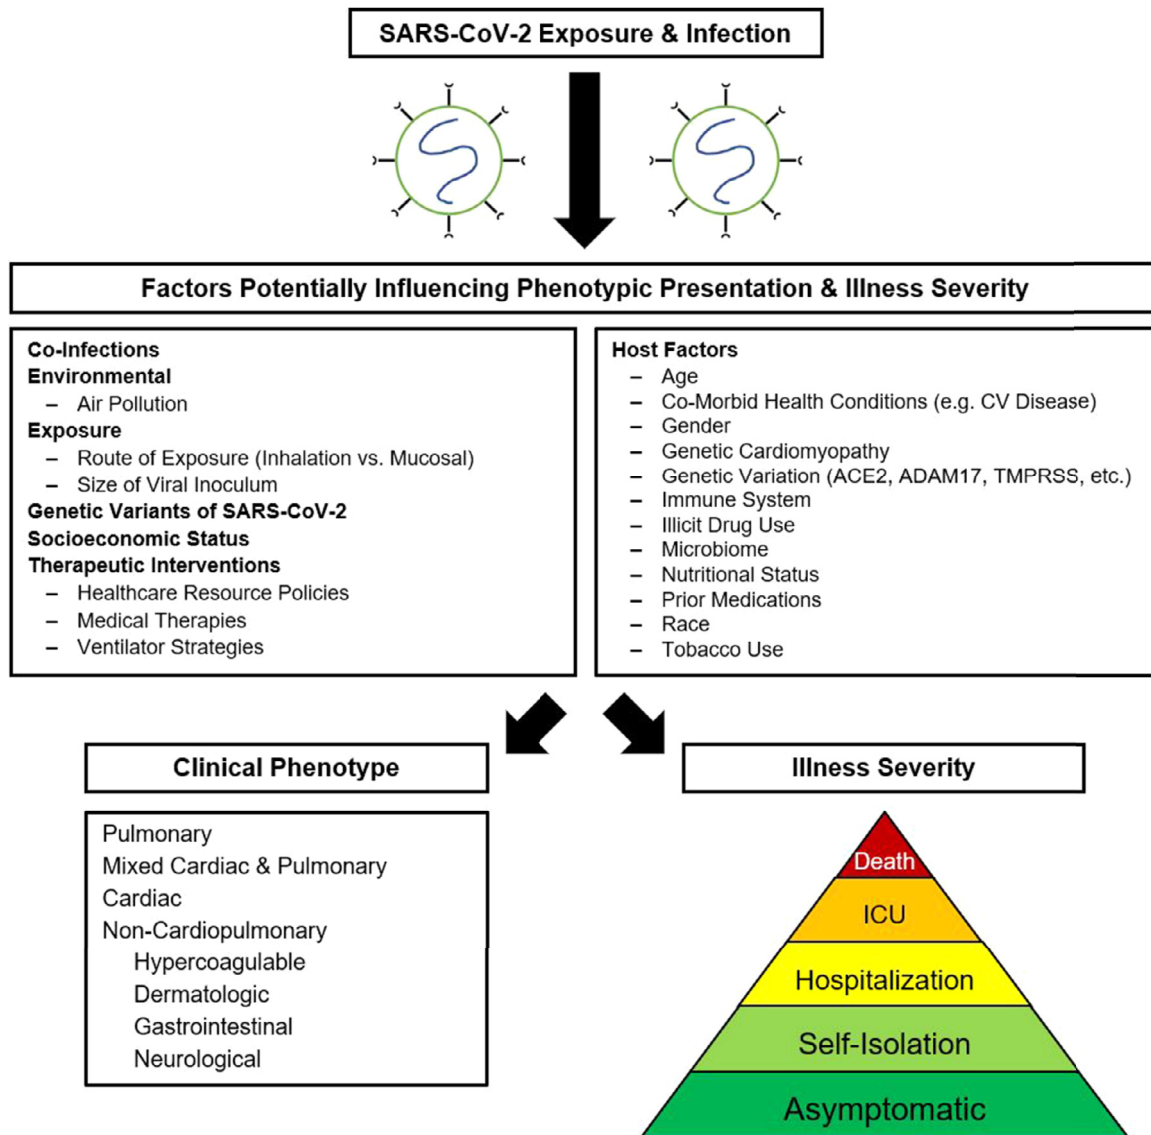 SARS-CoV-2 Exposure & Infection
Factors Potentially Influencing Phenotypic Presentation & Illness Severity
Co-Infections
Environmental
– Air Pollution
Exposure
– Route of Exposure (Inhalation vs. Mucosal)
– Size of Viral Inoculum
Genetic Variants of SARS-CoV-2
Socioeconomic Status
Therapeutic Interventions
– Healthcare Resource Policies
– Medical Therapies
– Ventilator Strategies
Host Factors
– Age
– Co-Morbid Health Conditions (e.g. CV Disease)
– Gender
– Genetic Cardiomyopathy
– Genetic Variation (ACE2, ADAM17, TMPRSS, etc.)
– Immune System
– Illicit Drug Use
– Microbiome
– Nutritional Status
– Prior Medications
– Race
– Tobacco Use
Clinical Phenotype
Pulmonary
Mixed Cardiac & Pulmonary
Cardiac
Non-Cardiopulmonary
Hypercoagulable
Dermatologic
Gastrointestinal
Neurological
Illness Severity
Death
ICU
Hospitalization
Self-Isolation
Asymptomatic